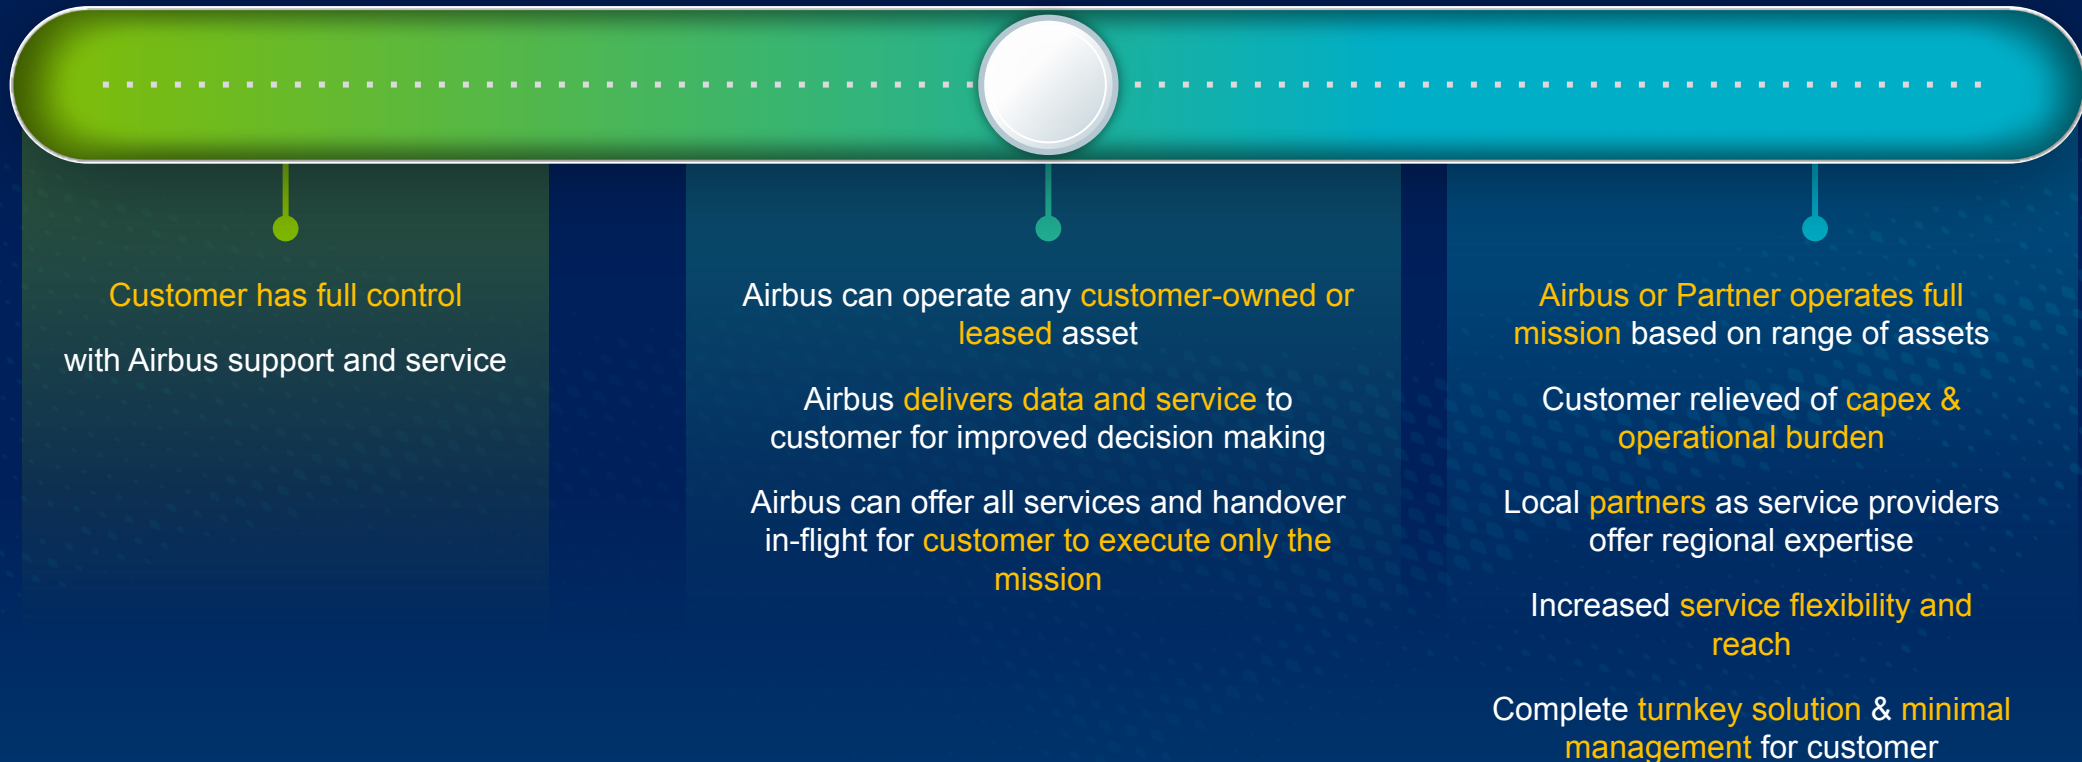 Customer has full control
with Airbus support and service
Airbus can operate any customer-owned or
leased asset
Airbus delivers data and service to
customer for improved decision making
Airbus can offer all services and handover
in-flight for customer to execute only the
mission
Airbus or Partner operates full
mission based on range of assets
Customer relieved of capex &
operational burden
Local partners as service providers
offer regional expertise
Increased service flexibility and
reach
Complete turnkey solution & minimal
management for customer